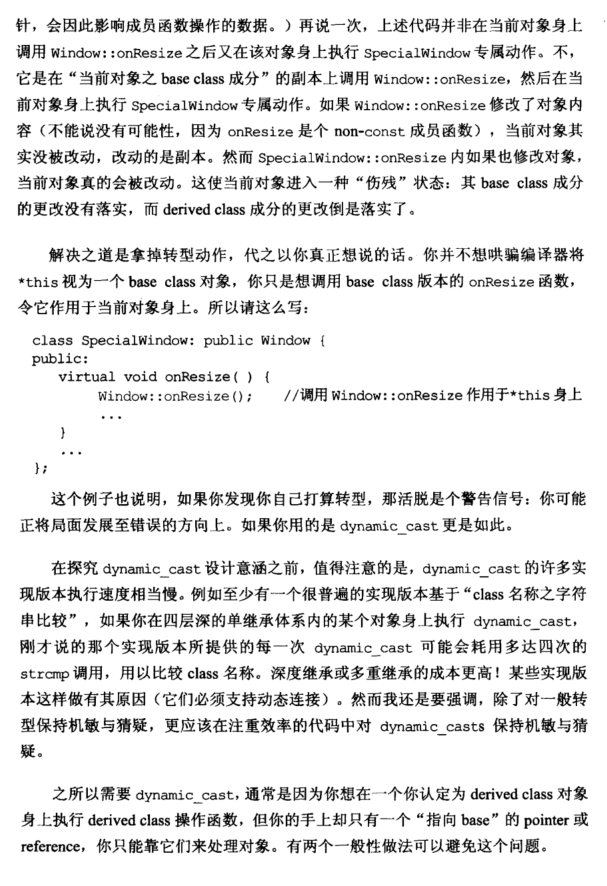 针，会因此影响成员函数操作的数据。）再说一次，上述代码并非在当前对象身上
调用 Window::onResize 之后又在该对象身上执行 SpecialWindow 专属动作。不，
它是在“当前对象之 base class 成分”的副本上调用 Window::onResize，然后在当
前对象身上执行 SpecialWindow 专属动作。如果 Window::onResize 修改了对象内
容（不能说没有可能性，因为 onResize 是个 non-const 成员函数），当前对象其
实没被改动，改动的是副本。然而 SpecialWindow::onResize 内如果也修改对象，
当前对象真的会被改动。这使当前对象进入一种“伤残”状态：其 base class 成分
的更改没有落实，而 derived class 成分的更改倒是落实了。
解决之道是拿掉转型动作，代之以你真正想说的话。你并不想哄骗编译器将
*this 视为一个 base class 对象，你只是想调用 base class 版本的 onResize 函数，
令它作用于当前对象身上。所以请这么写：
class SpecialWindow: public Window {
public:
virtual void onResize( ) {
Window::onResize(); //调用 Window::onResize 作用于*this 身上
...
}
...
};
这个例子也说明，如果你发现你自己打算转型，那活脱是个警告信号：你可能
正将局面发展至错误的方向上。如果你用的是 dynamic_cast 更是如此。
在探究 dynamic_cast 设计意涵之前，值得注意的是，dynamic_cast 的许多实
现版本执行速度相当慢。例如至少有一个很普遍的实现版本基于“class 名称之字符
串比较”，如果你在四层深的单继承体系内的某个对象身上执行 dynamic_cast，
刚才说的那个实现版本所提供的每一次 dynamic_cast 可能会耗用多达四次的
strcmp 调用，用以比较 class 名称。深度继承或多重继承的成本更高！某些实现版
本这样做有其原因（它们必须支持动态连接）。然而我还是要强调，除了对一般转
型保持机敏与猜疑，更应该在注重效率的代码中对 dynamic_casts 保持机敏与猜
疑。
之所以需要 dynamic_cast，通常是因为你想在一个你认定为 derived class 对象
身上执行 derived class 操作函数，但你的手上却只有一个“指向 base”的 pointer 或
reference，你只能靠它们来处理对象。有两个一般性做法可以避免这个问题。